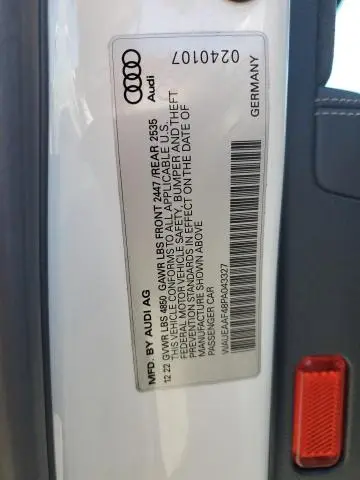 Audi
0240107
GERMANY
MFD. BY AUDI AG
12.22 GVWR LBS 4850 GAWR LBS FRONT 2447/REAR 2535
THIS VEHICLE CONFORMS TO ALL APPLICABLE U.S.
FEDERAL MOTOR VEHICLE SAFETY, BUMPER AND THEFT
PREVENTION STANDARDS IN EFFECT ON THE DATE OF
MANUFACTURE SHOWN ABOVE
PASSENGER CAR
WAUEAAF48PA043327